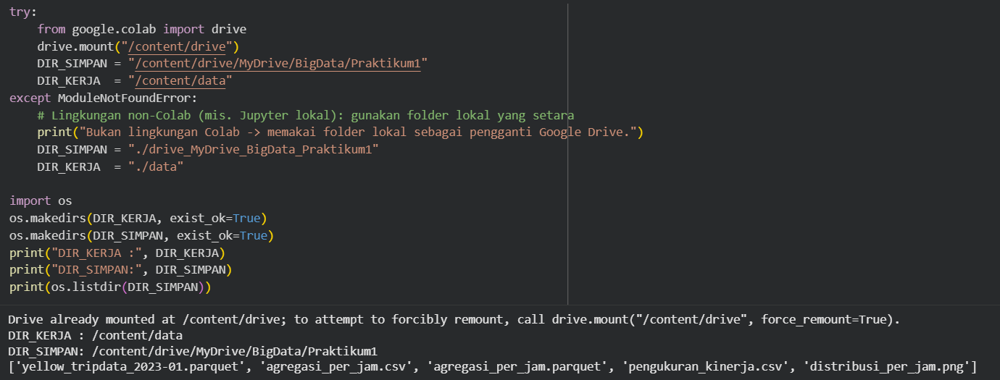 try:
    from google.colab import drive
    drive.mount("/content/drive")
    DIR_SIMPAN = "/content/drive/MyDrive/BigData/Praktikum1"
    DIR_KERJA  = "/content/data"
except ModuleNotFoundError:
    # Lingkungan non-Colab (mis. Jupyter lokal): gunakan folder lokal yang setara
    print("Bukan lingkungan Colab -> memakai folder lokal sebagai pengganti Google Drive.")
    DIR_SIMPAN = "./drive_MyDrive_BigData_Praktikum1"
    DIR_KERJA  = "./data"

import os
os.makedirs(DIR_KERJA, exist_ok=True)
os.makedirs(DIR_SIMPAN, exist_ok=True)
print("DIR_KERJA :", DIR_KERJA)
print("DIR_SIMPAN:", DIR_SIMPAN)
print(os.listdir(DIR_SIMPAN))
Drive already mounted at /content/drive; to attempt to forcibly remount, call drive.mount("/content/drive", force_remount=True).
DIR_KERJA : /content/data
DIR_SIMPAN: /content/drive/MyDrive/BigData/Praktikum1
['yellow_tripdata_2023-01.parquet', 'agregasi_per_jam.csv', 'agregasi_per_jam.parquet', 'pengukuran_kinerja.csv', 'distribusi_per_jam.png']